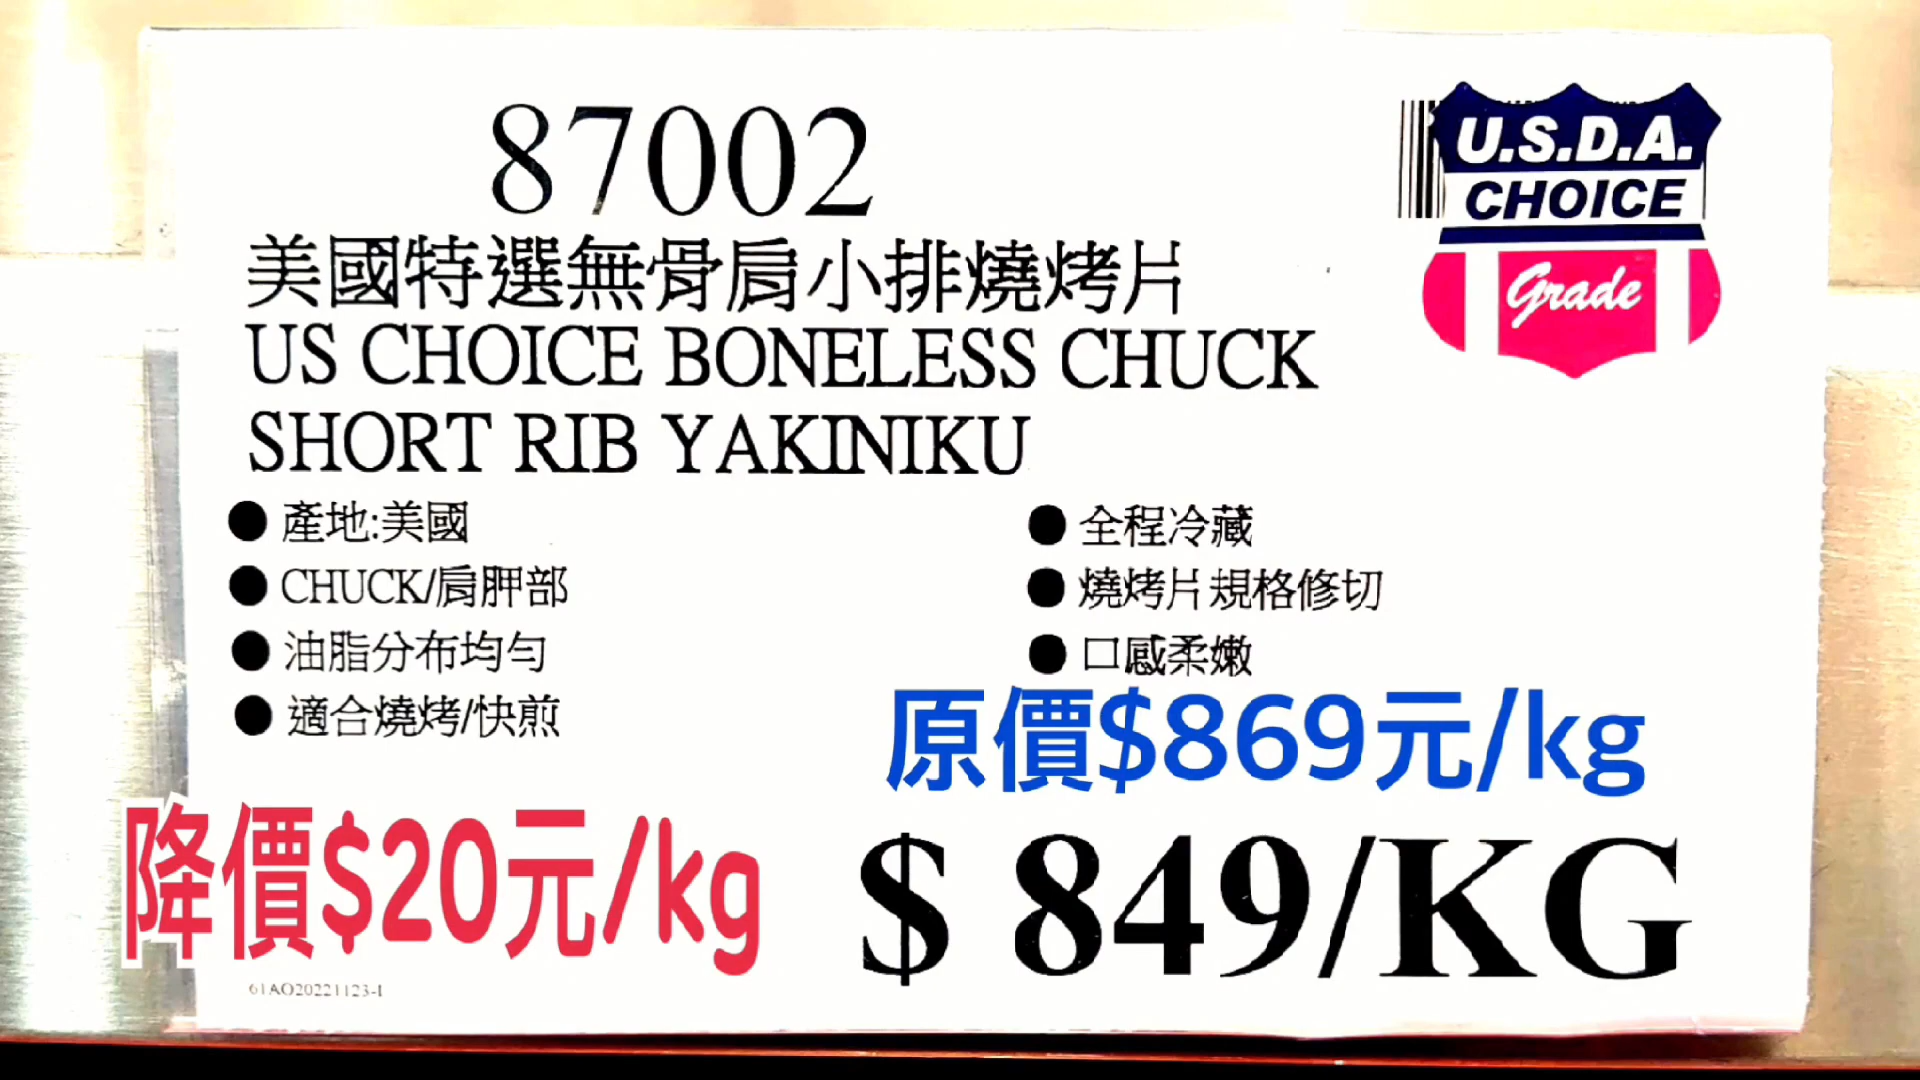 87002
美國特選無骨肩小排燒烤片
US CHOICE BONELESS CHUCK
SHORT RIB YAKINIKU
U.S.D.A.
CHOICE
Grade
● 產地:美國
● CHUCK/肩胛部
● 油脂分布均勻
● 適合燒烤/快煎
● 全程冷藏
● 燒烤片規格修切
● 口感柔嫩
原價$869元/kg
降價$20元/kg
$ 849/KG
61AO20221123-1